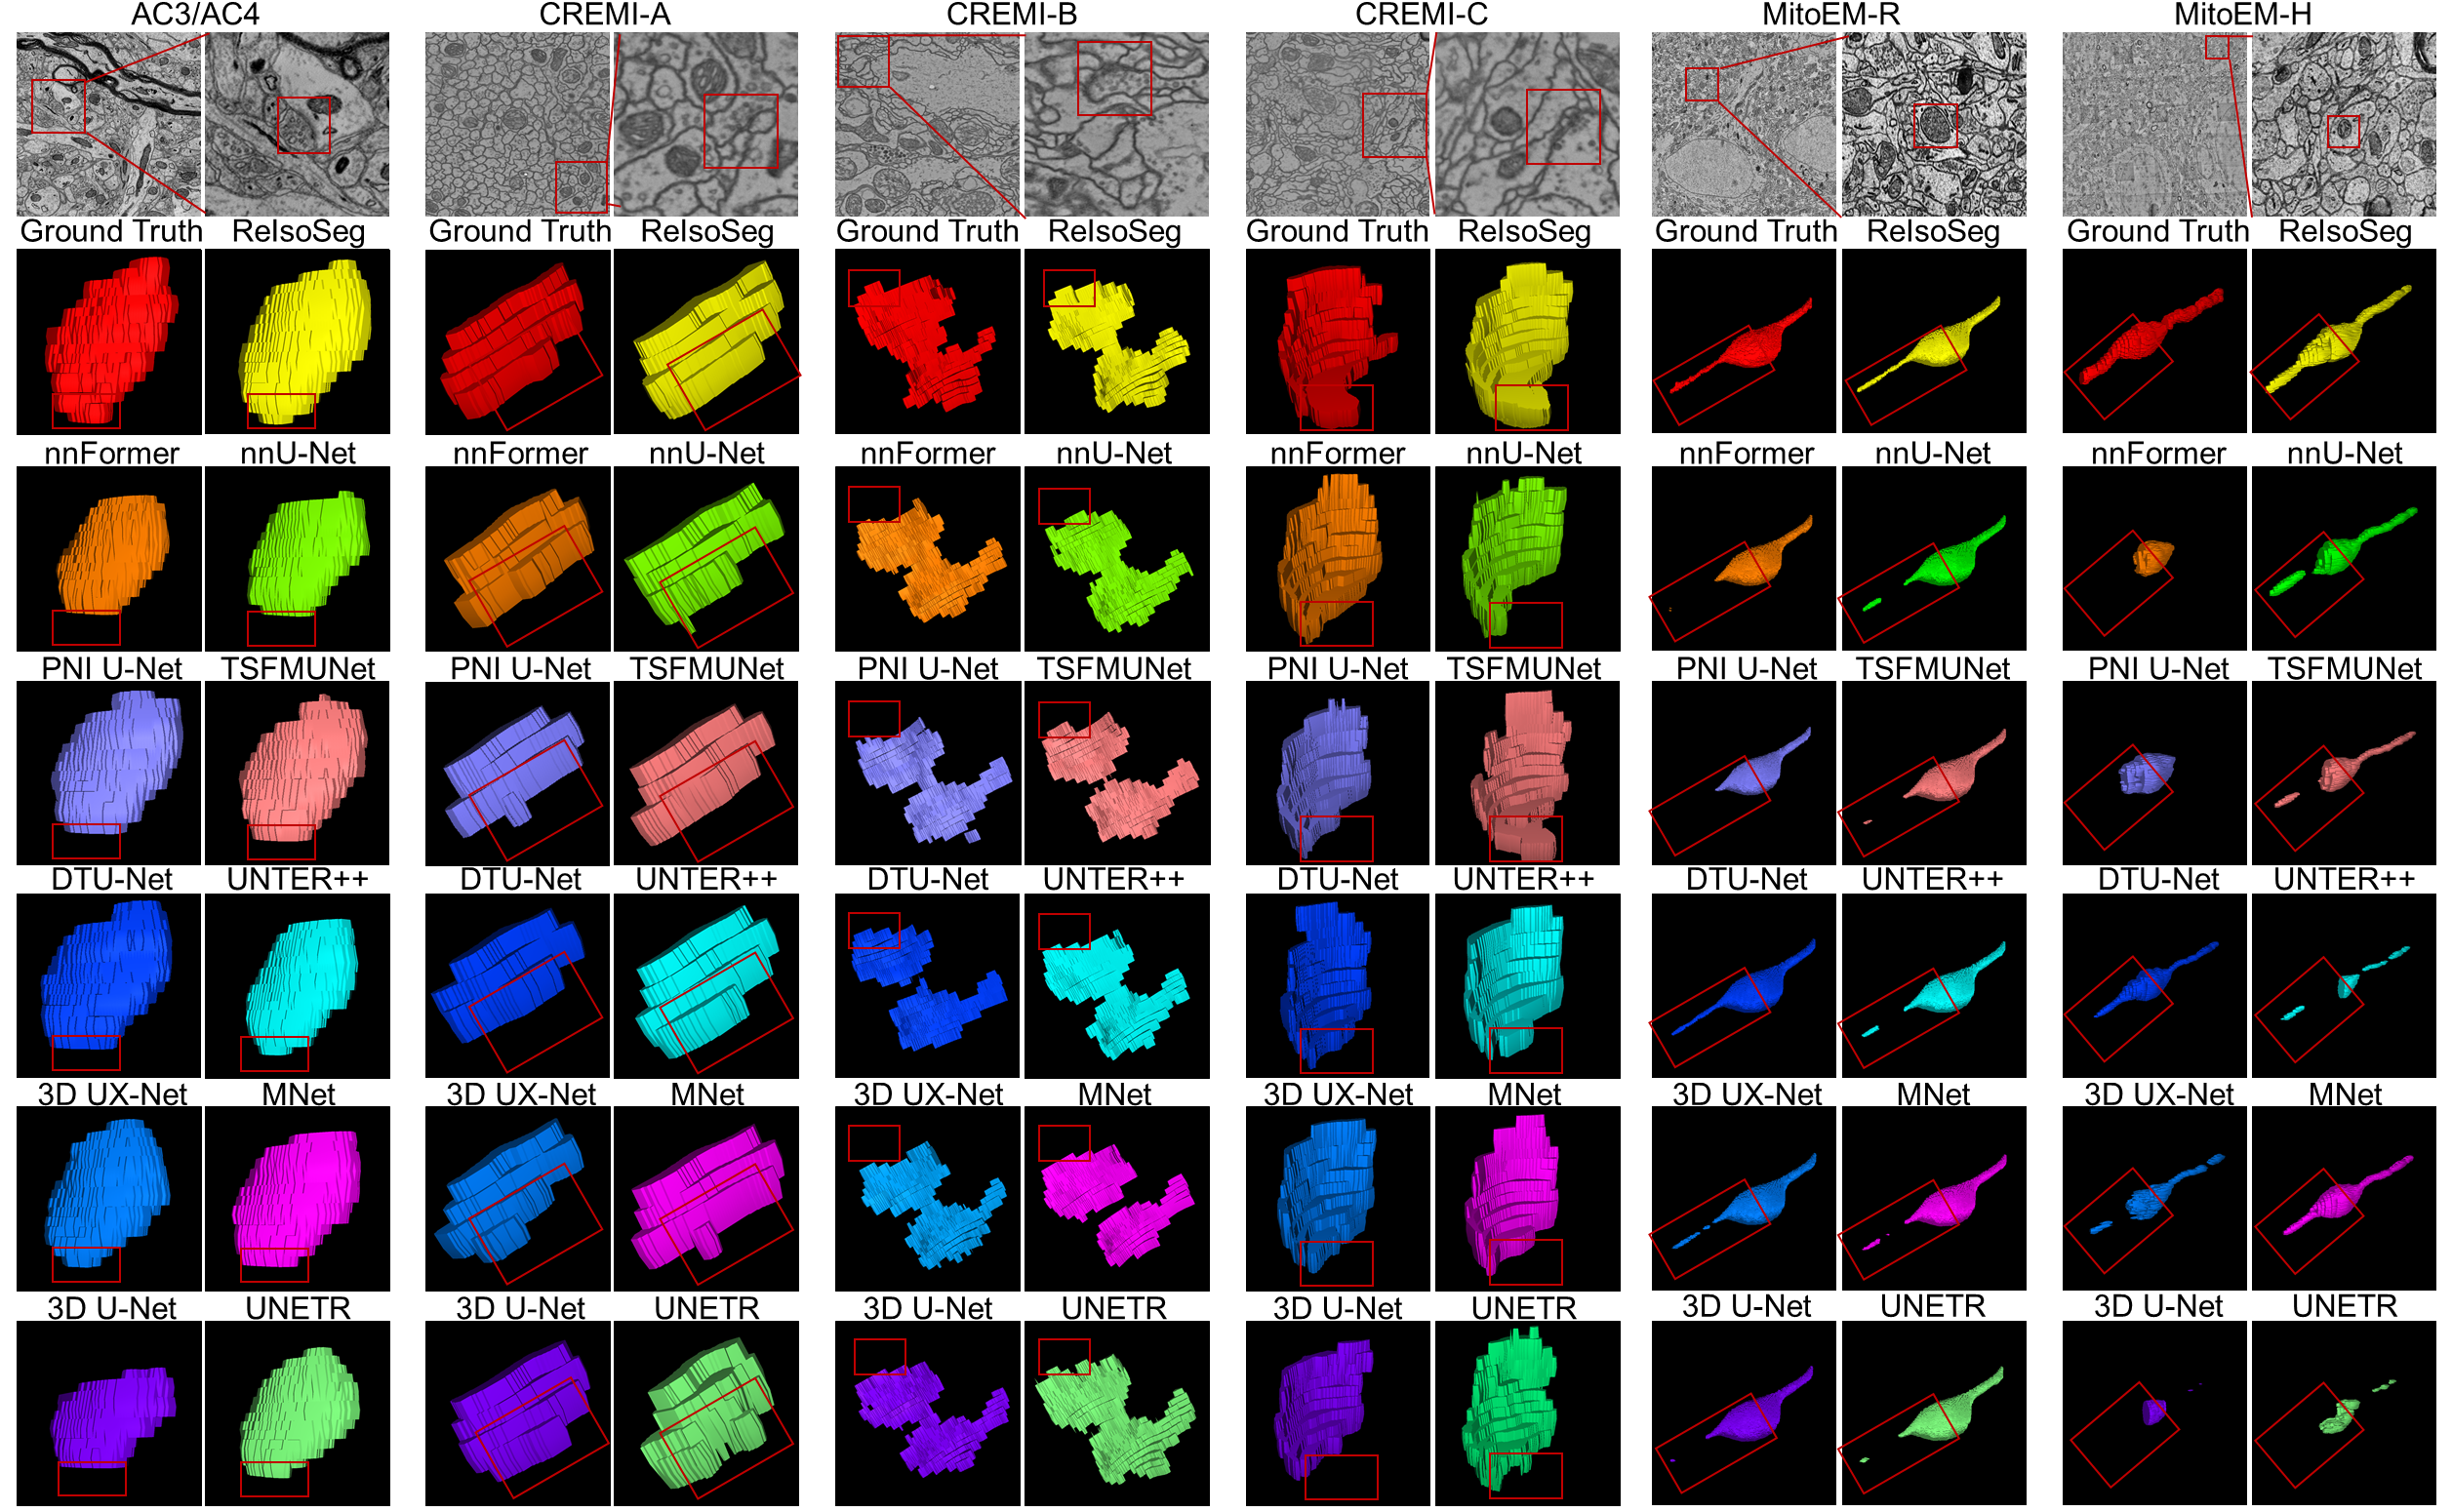 AC3/AC4 CREMI-A CREMI-B CREMI-C MitoEM-R MitoEM-H
Ground Truth ReIsoSeg Ground Truth ReIsoSeg Ground Truth ReIsoSeg Ground Truth ReIsoSeg Ground Truth ReIsoSeg Ground Truth ReIsoSeg
nnFormer nnU-Net nnFormer nnU-Net nnFormer nnU-Net nnFormer nnU-Net nnFormer nnU-Net nnFormer nnU-Net
PNI U-Net TSFMUNet PNI U-Net TSFMUNet PNI U-Net TSFMUNet PNI U-Net TSFMUNet PNI U-Net TSFMUNet PNI U-Net TSFMUNet
DTU-Net UNTER++ DTU-Net UNTER++ DTU-Net UNTER++ DTU-Net UNTER++ DTU-Net UNTER++ DTU-Net UNTER++
3D UX-Net MNet 3D UX-Net MNet 3D UX-Net MNet 3D UX-Net MNet 3D UX-Net MNet 3D UX-Net MNet
3D U-Net UNETR 3D U-Net UNETR 3D U-Net UNETR 3D U-Net UNETR 3D U-Net UNETR 3D U-Net UNETR